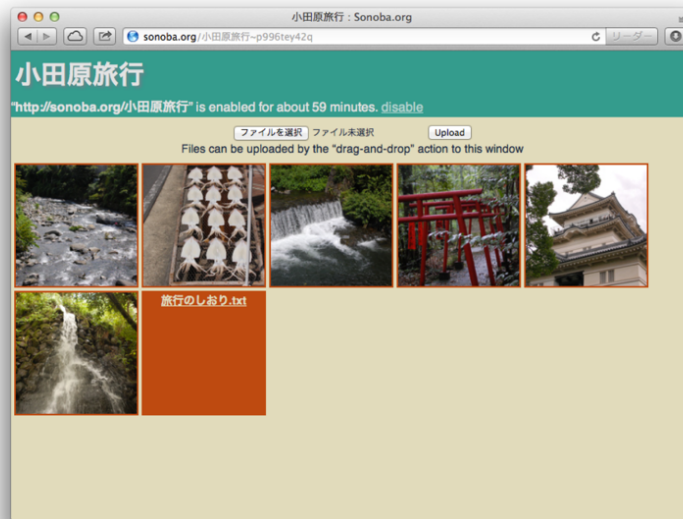 小田原旅行 : Sonoba.org
sonoba.org/小田原旅行~p996tey42q
リーダー
小田原旅行
"http://sonoba.org/小田原旅行" is enabled for about 59 minutes. disable
ファイルを選択 ファイル未選択 Upload
Files can be uploaded by the "drag-and-drop" action to this window
旅行のしおり.txt